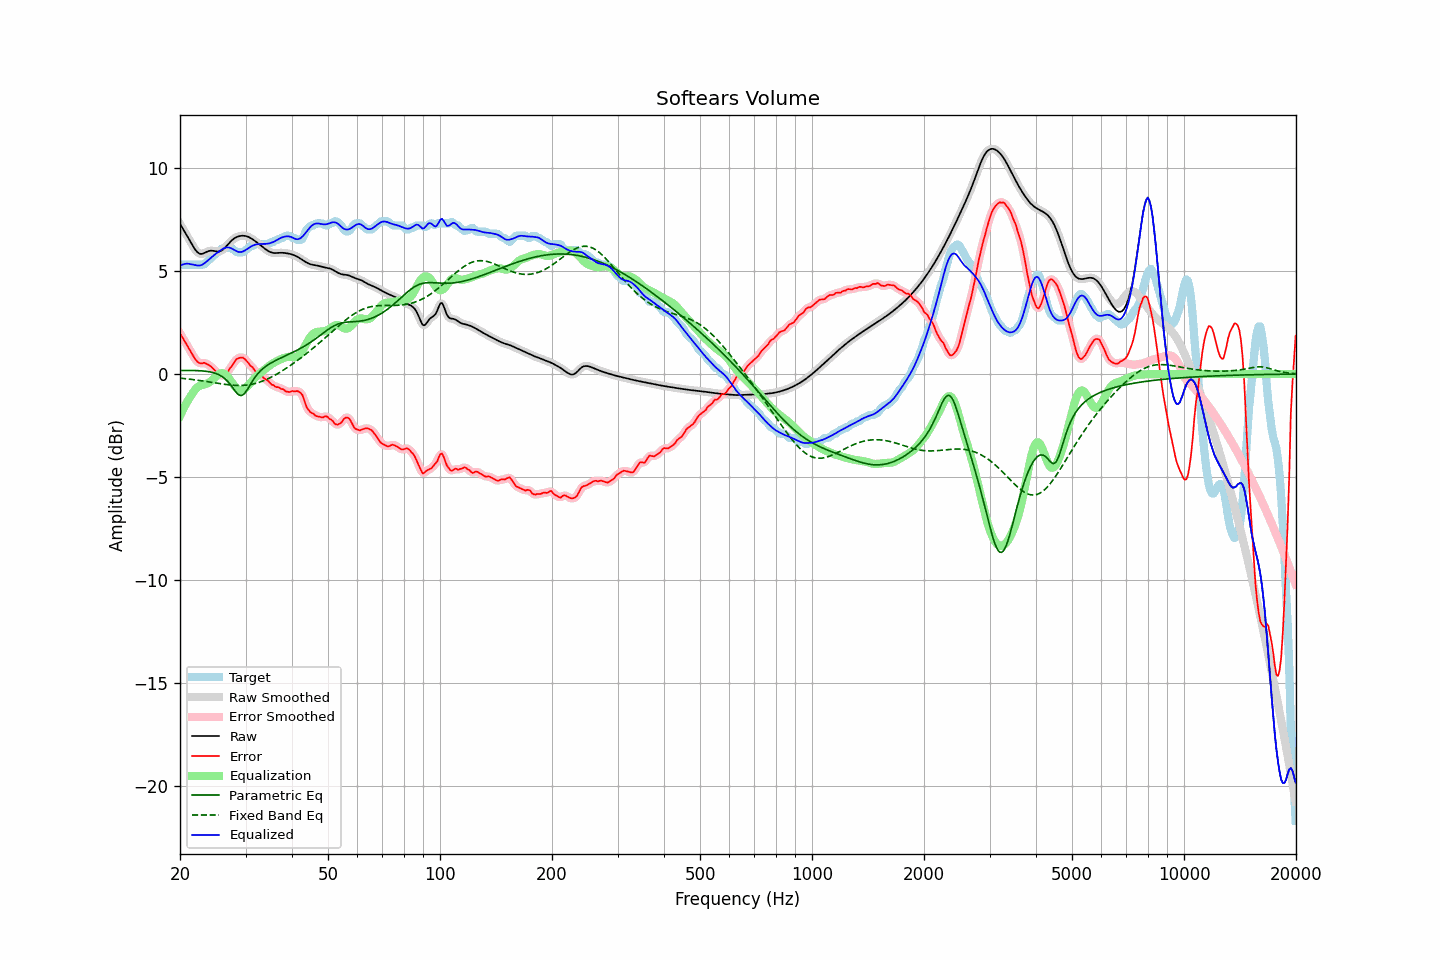 Softears Volume
Amplitude (dBr)
10
5
0
−5
−10
−15
−20
Target
Raw Smoothed
Error Smoothed
Raw
Error
Equalization
Parametric Eq
Fixed Band Eq
Equalized
20
50
100
200
500
1000
2000
5000
10000
20000
Frequency (Hz)